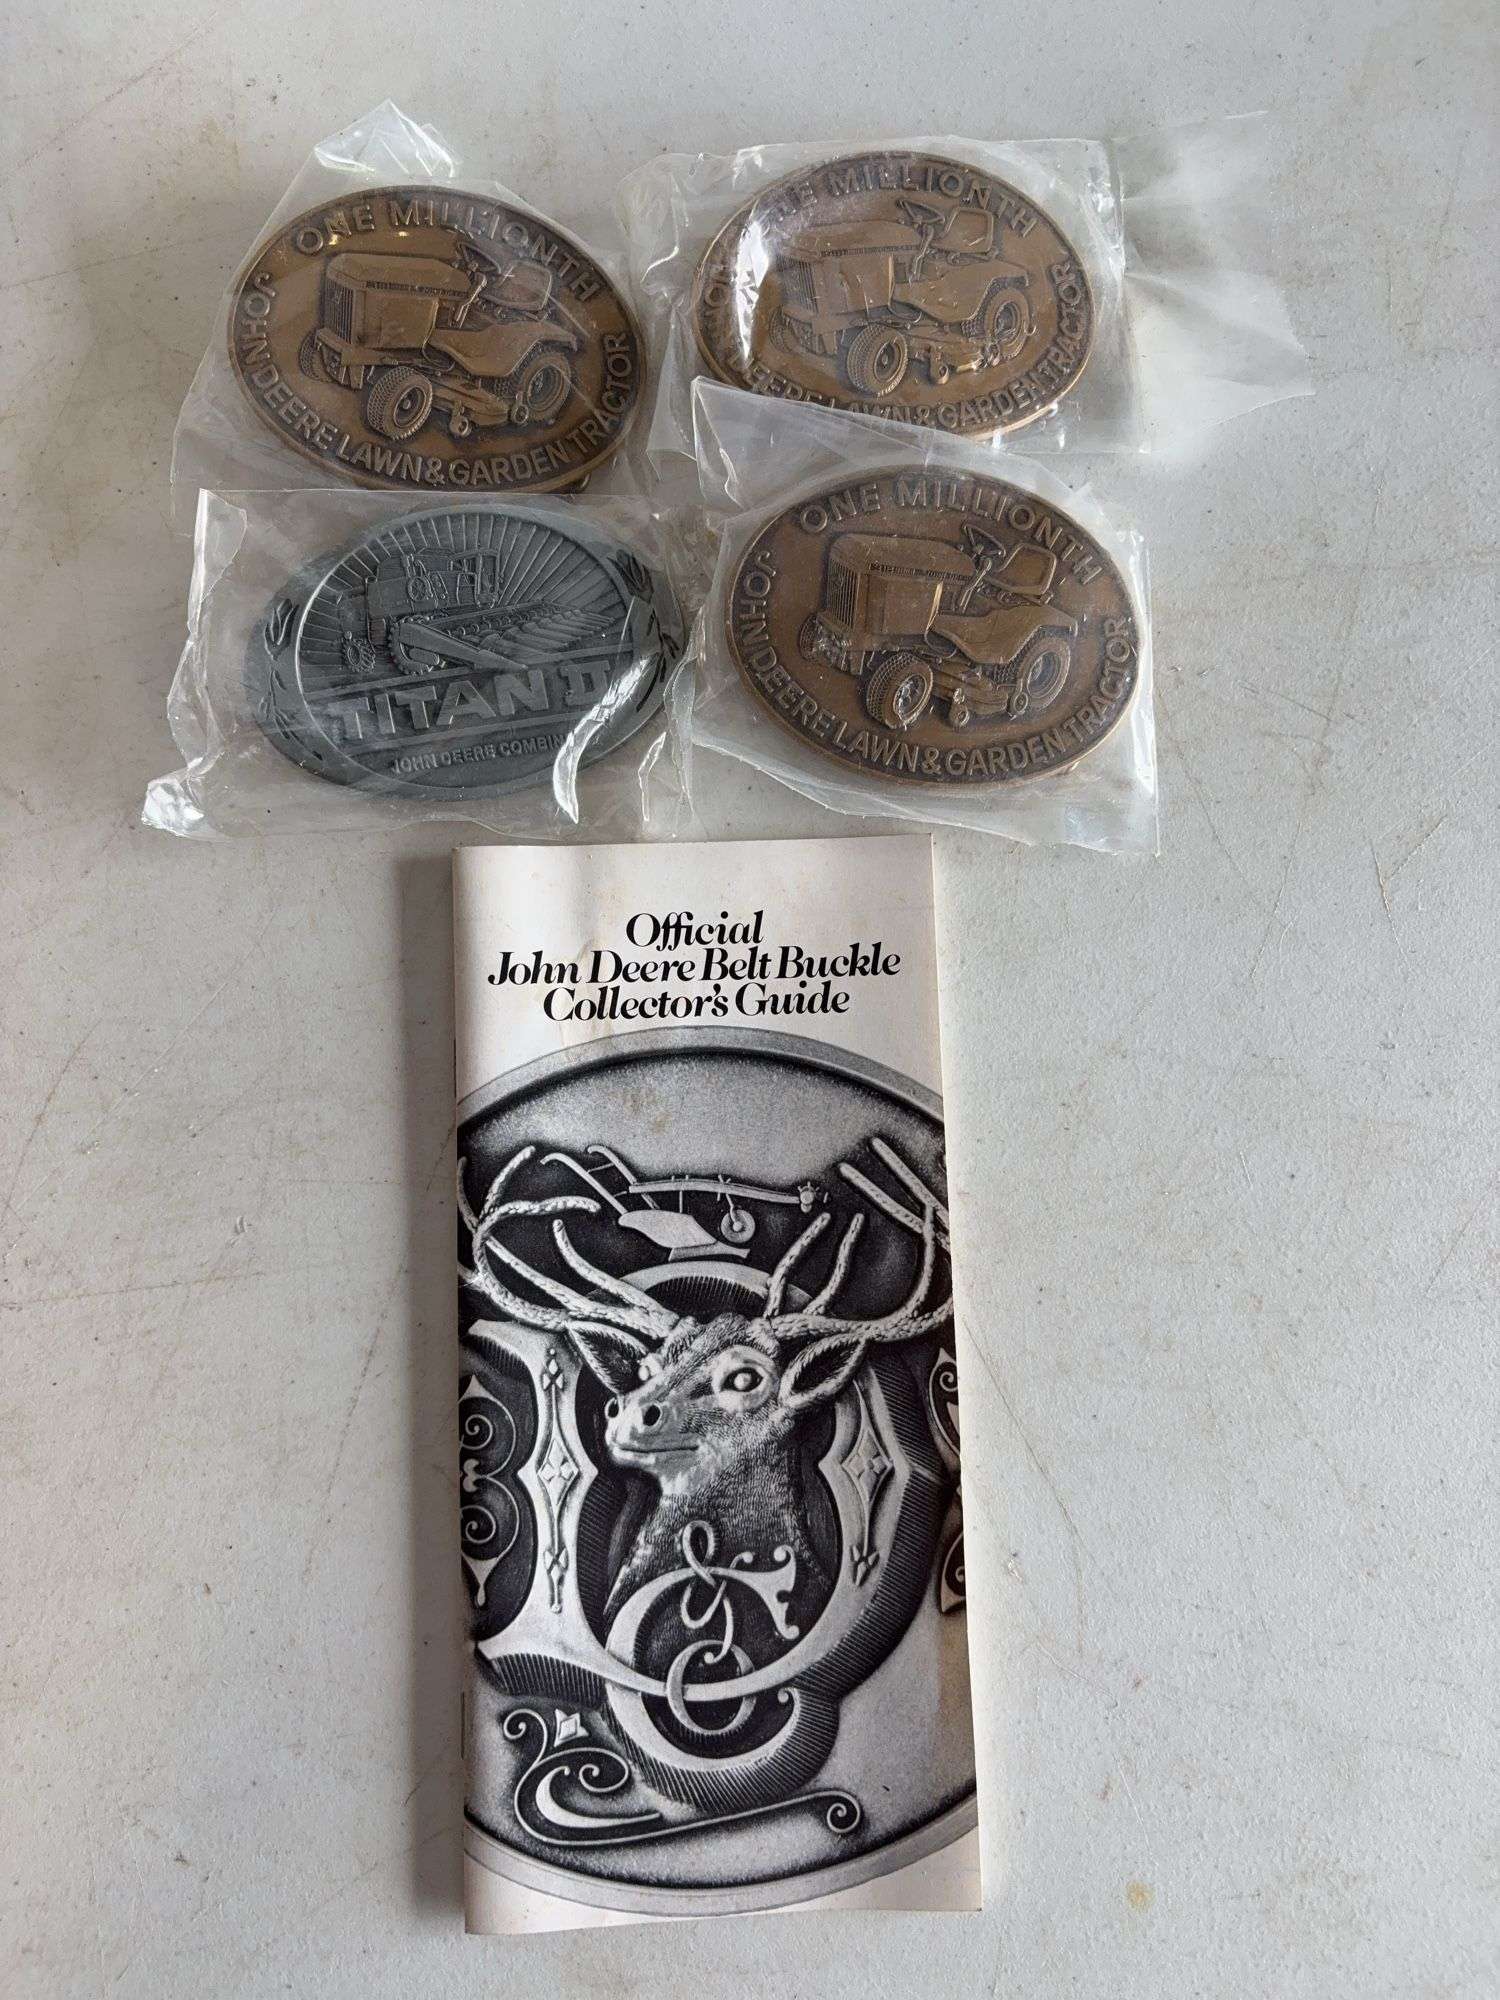 ONE MILLIONTH
JOHN DEERE LAWN & GARDEN TRACTOR
MILLIONTH
DEERE LAWN & GARDEN TRACTOR
TITAN II
JOHN DEERE COMBIN
ONE MILLIONTH
JOHN DEERE LAWN & GARDEN TRACTOR
Official
John Deere Belt Buckle
Collector's Guide
D
& Co